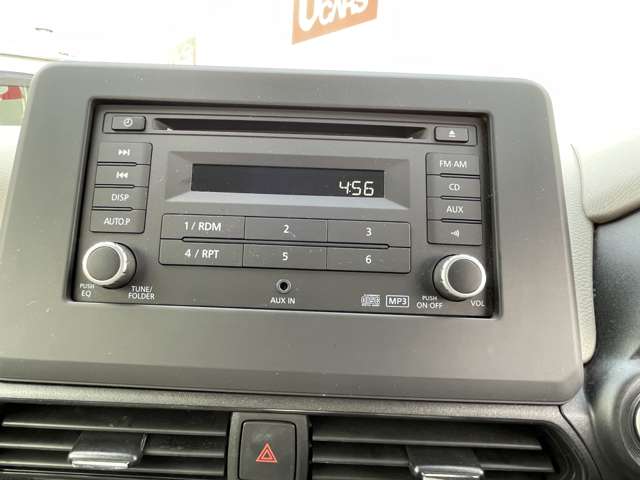 UCARS
FM·AM
CD
DISP
4:56
AUX
AUTO.P
1 / RDM
2
3
4 / RPT
5
6
PUSH
EQ
TUNE/
FOLDER
AUX IN
MP3
PUSH
ON OFF
VOL